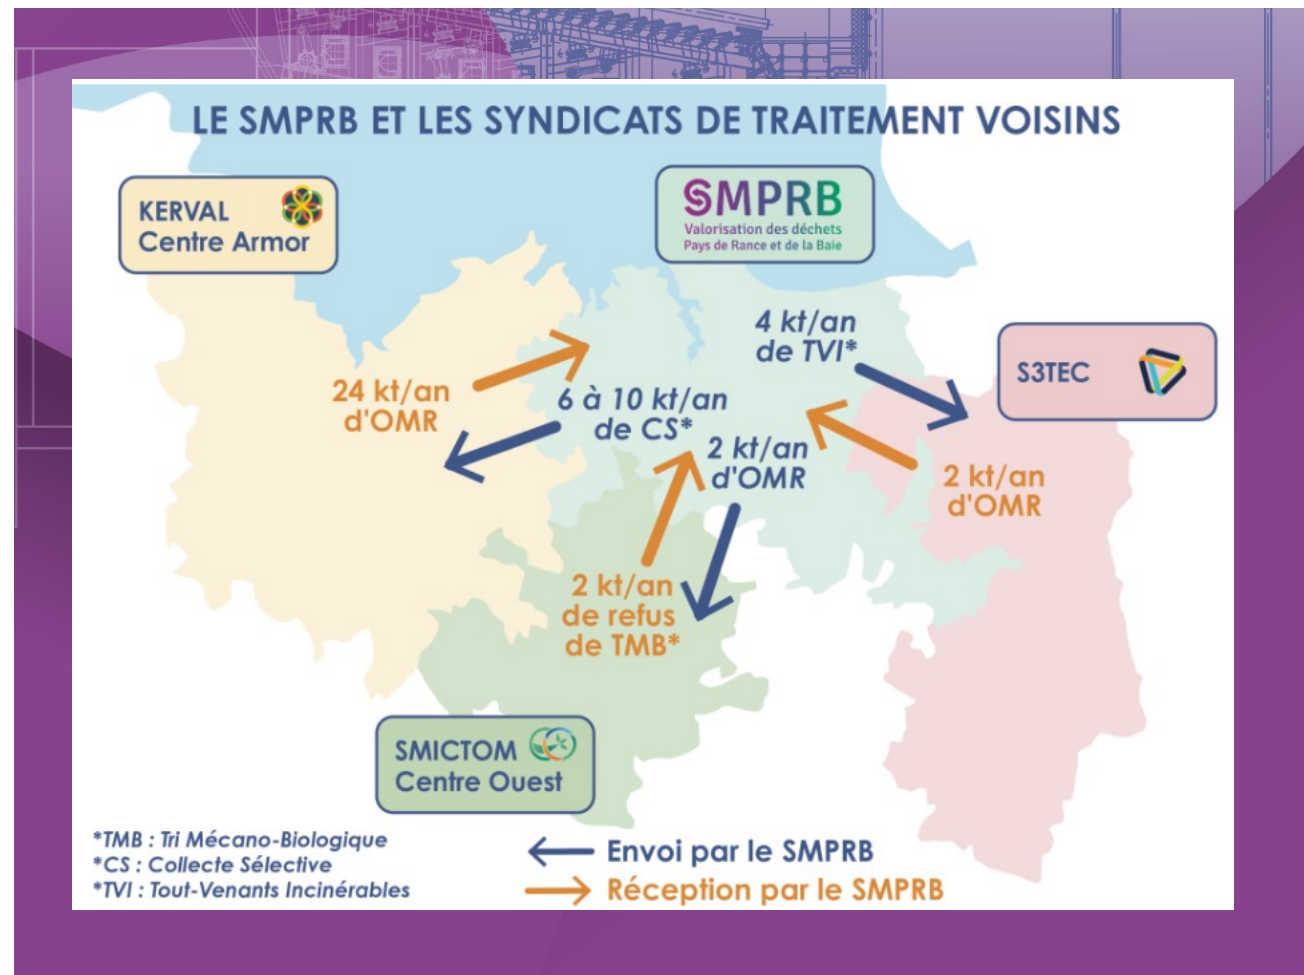 LE SMPRB ET LES SYNDICATS DE TRAITEMENT VOISINS
KERVAL
Centre Armor
SMPRB
Valorisation des déchets
Pays de Rance et de la Baie
4 kt/an
de TVI*
S3TEC
24 kt/an
d'OMR
6 à 10 kt/an
de CS*
2 kt/an
d'OMR
2 kt/an
d'OMR
2 kt/an
de refus
de TMB*
SMICTOM
Centre Ouest
*TMB : Tri Mécano-Biologique
*CS : Collecte Sélective
*TVI : Tout-Venants Incinérables
Envoi par le SMPRB
Réception par le SMPRB